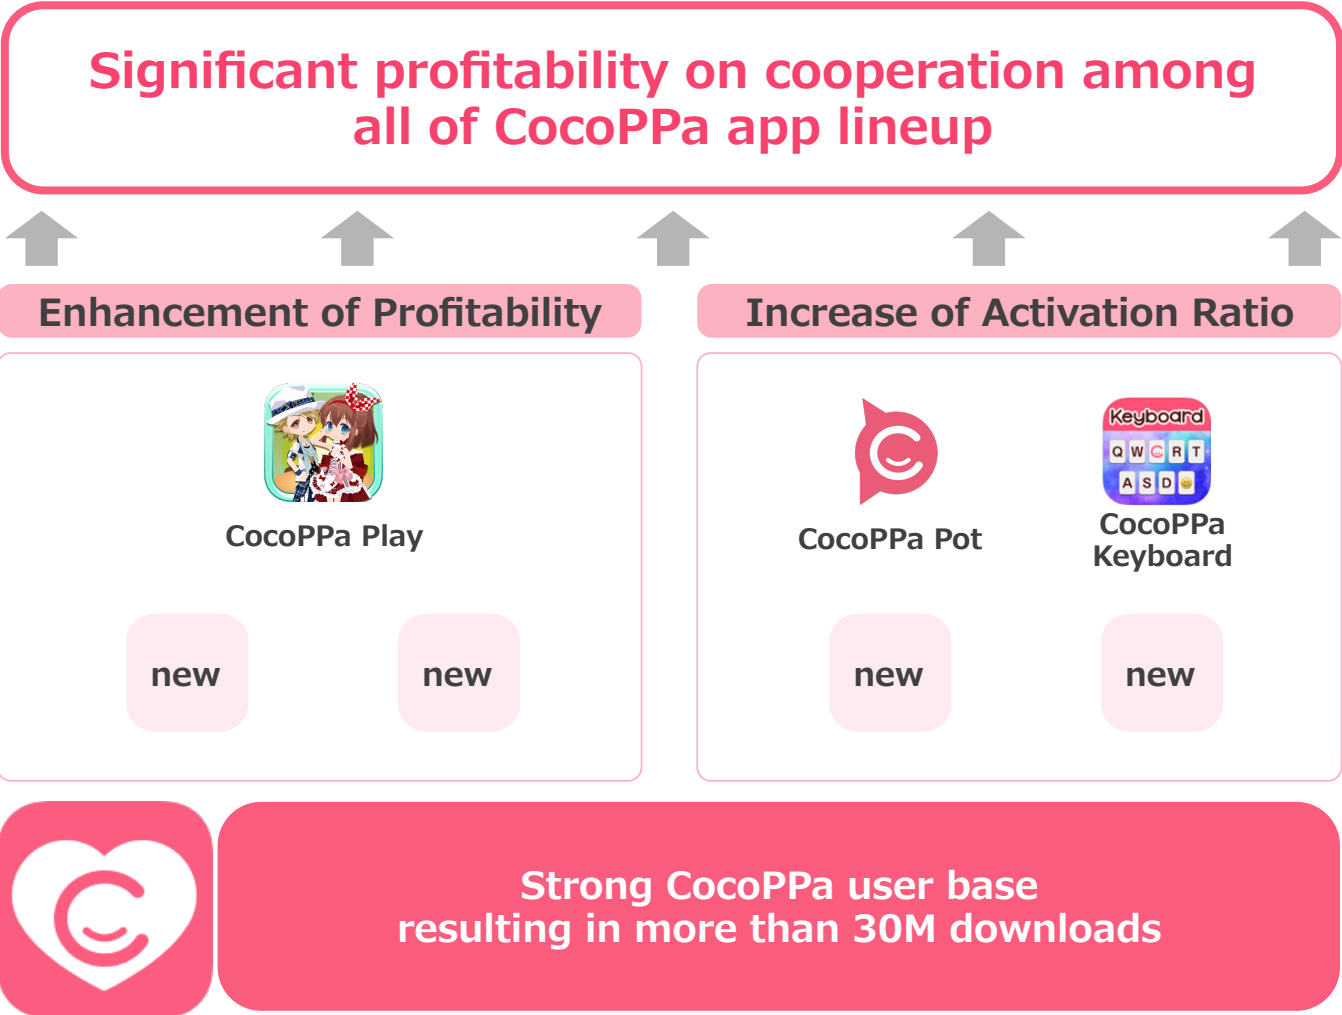 Significant profitability on cooperation among
all of CocoPPa app lineup
Enhancement of Profitability
Increase of Activation Ratio
CocoPPa Play
CocoPPa Pot
Keyboard
Q W C R T
A S D
CocoPPa
Keyboard
new
new
new
new
Strong CocoPPa user base
resulting in more than 30M downloads